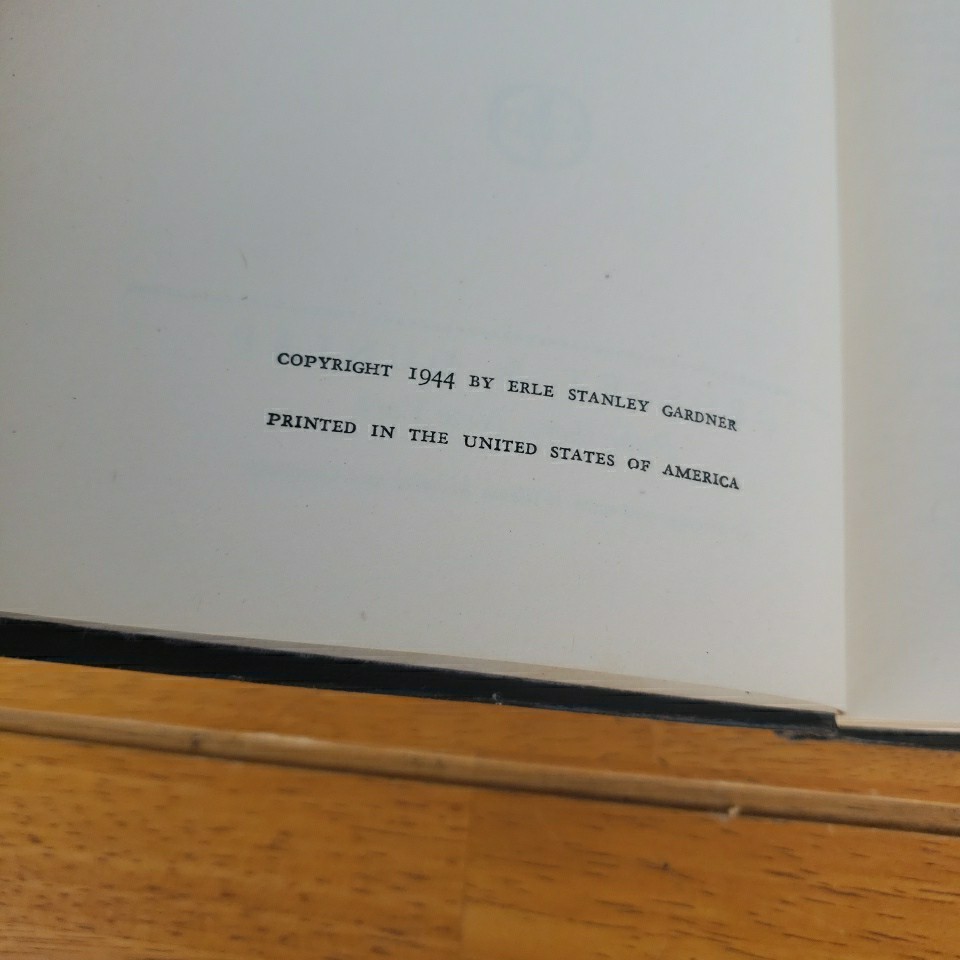 COPYRIGHT 1944 BY ERLE STANLEY GARDNER
PRINTED IN THE UNITED STATES OF AMERICA